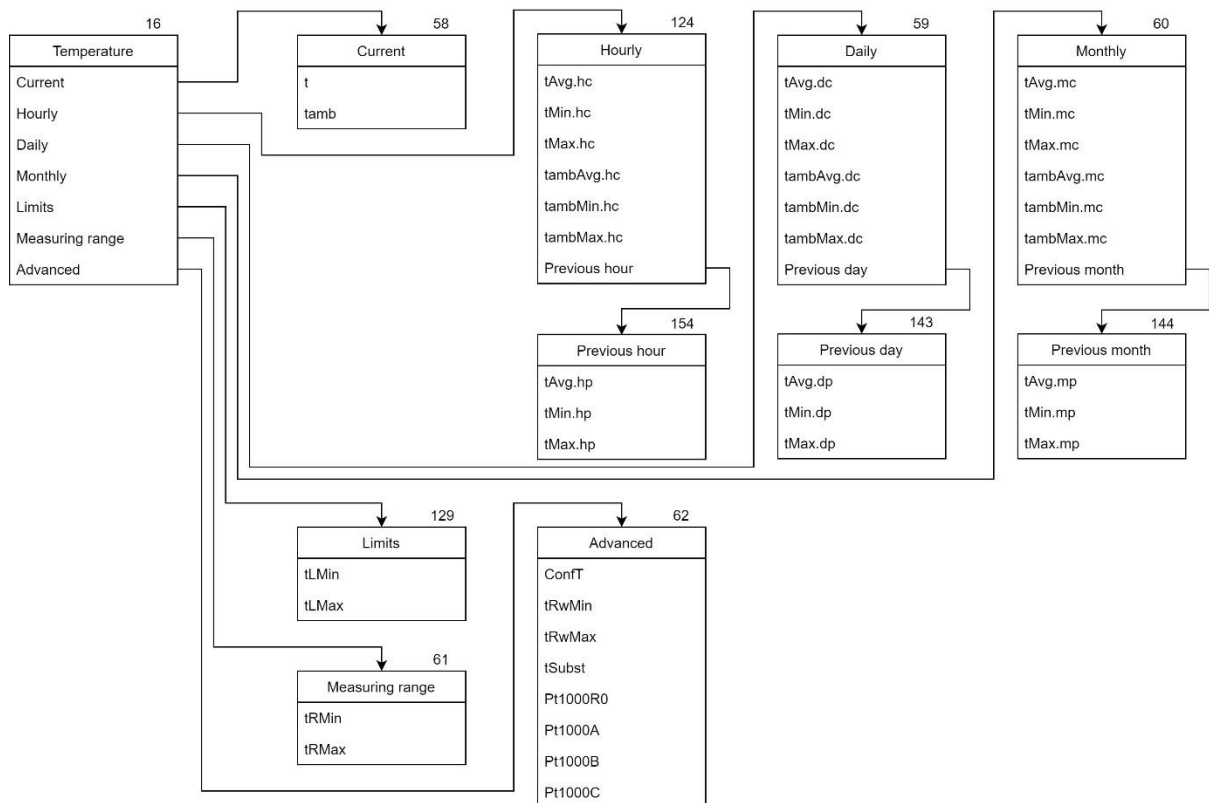 16
Temperature
Current
Hourly
Daily
Monthly
Limits
Measuring range
Advanced
58
Current
t
tamb
124
Hourly
tAvg.hc
tMin.hc
tMax.hc
tambAvg.hc
tambMin.hc
tambMax.hc
Previous hour
154
Previous hour
tAvg.hp
tMin.hp
tMax.hp
59
Daily
tAvg.dc
tMin.dc
tMax.dc
tambAvg.dc
tambMin.dc
tambMax.dc
Previous day
143
Previous day
tAvg.dp
tMin.dp
tMax.dp
60
Monthly
tAvg.mc
tMin.mc
tMax.mc
tambAvg.mc
tambMin.mc
tambMax.mc
Previous month
144
Previous month
tAvg.mp
tMin.mp
tMax.mp
129
Limits
tLMin
tLMax
61
Measuring range
tRMin
tRMax
62
Advanced
ConfT
tRwMin
tRwMax
tSubst
Pt1000R0
Pt1000A
Pt1000B
Pt1000C